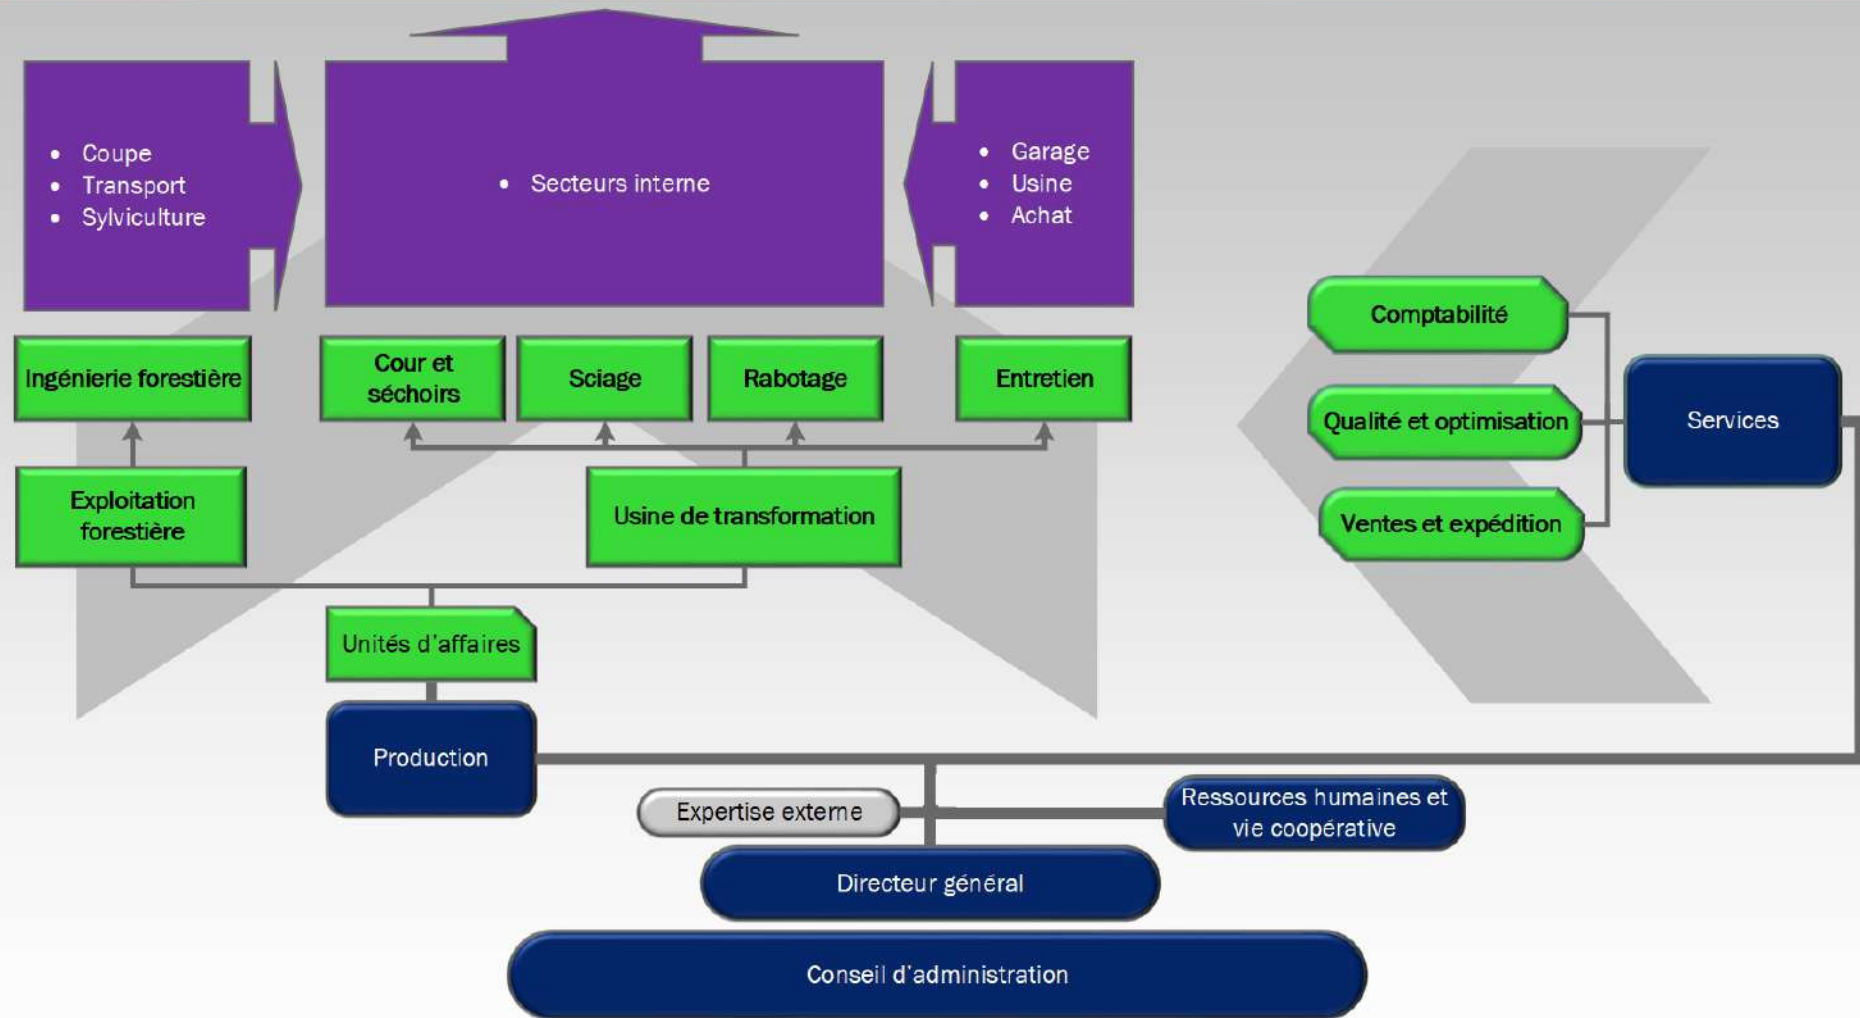 • Coupe
• Transport
• Sylviculture
• Secteurs interne
• Garage
• Usine
• Achat
Ingénierie forestière
Cour et
séchoirs
Sciage
Rabotage
Entretien
Exploitation
forestière
Usine de transformation
Unités d'affaires
Production
Comptabilité
Qualité et optimisation
Ventes et expédition
Services
Expertise externe
Ressources humaines et
vie coopérative
Directeur général
Conseil d'administration